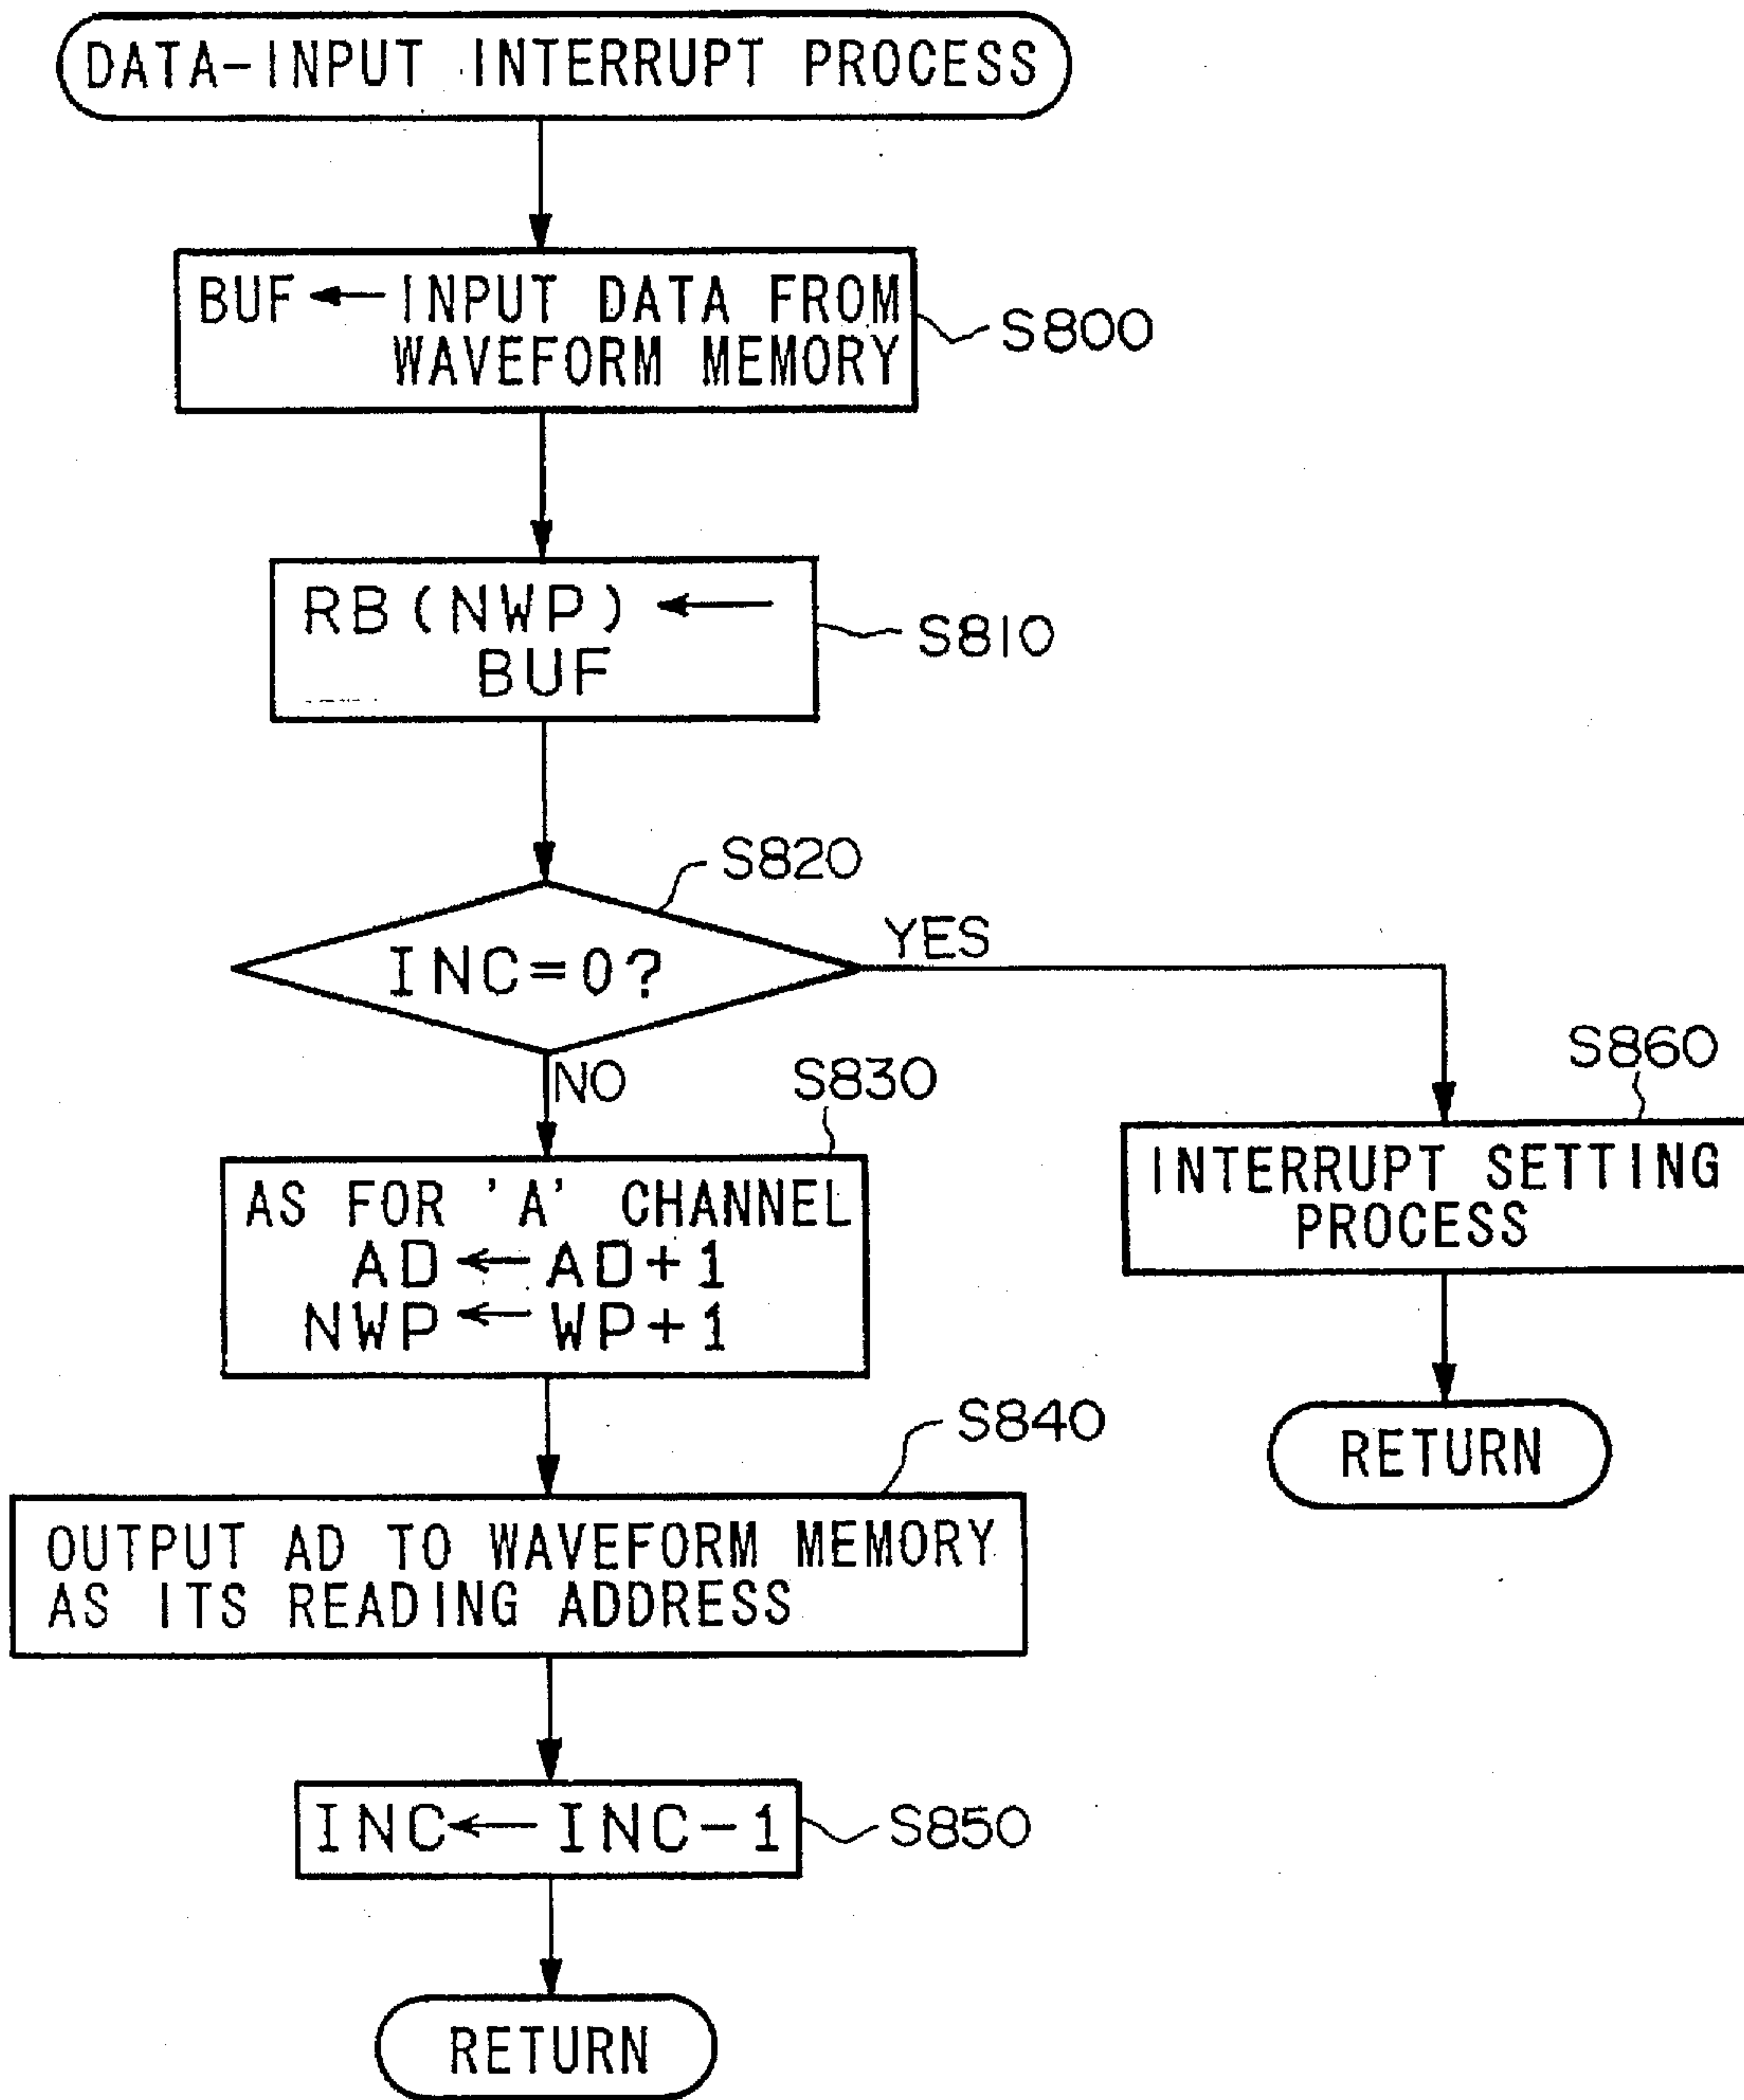 DATA-INPUT INTERRUPT PROCESS
BUF ← INPUT DATA FROM
WAVEFORM MEMORY
S800
RB(NWP) ←
BUF
S810
S820
INC=0?
YES
NO
S830
AS FOR 'A' CHANNEL
AD ← AD+1
NWP ← WP+1
S860
INTERRUPT SETTING
PROCESS
RETURN
S840
OUTPUT AD TO WAVEFORM MEMORY
AS ITS READING ADDRESS
INC ← INC-1
S850
RETURN